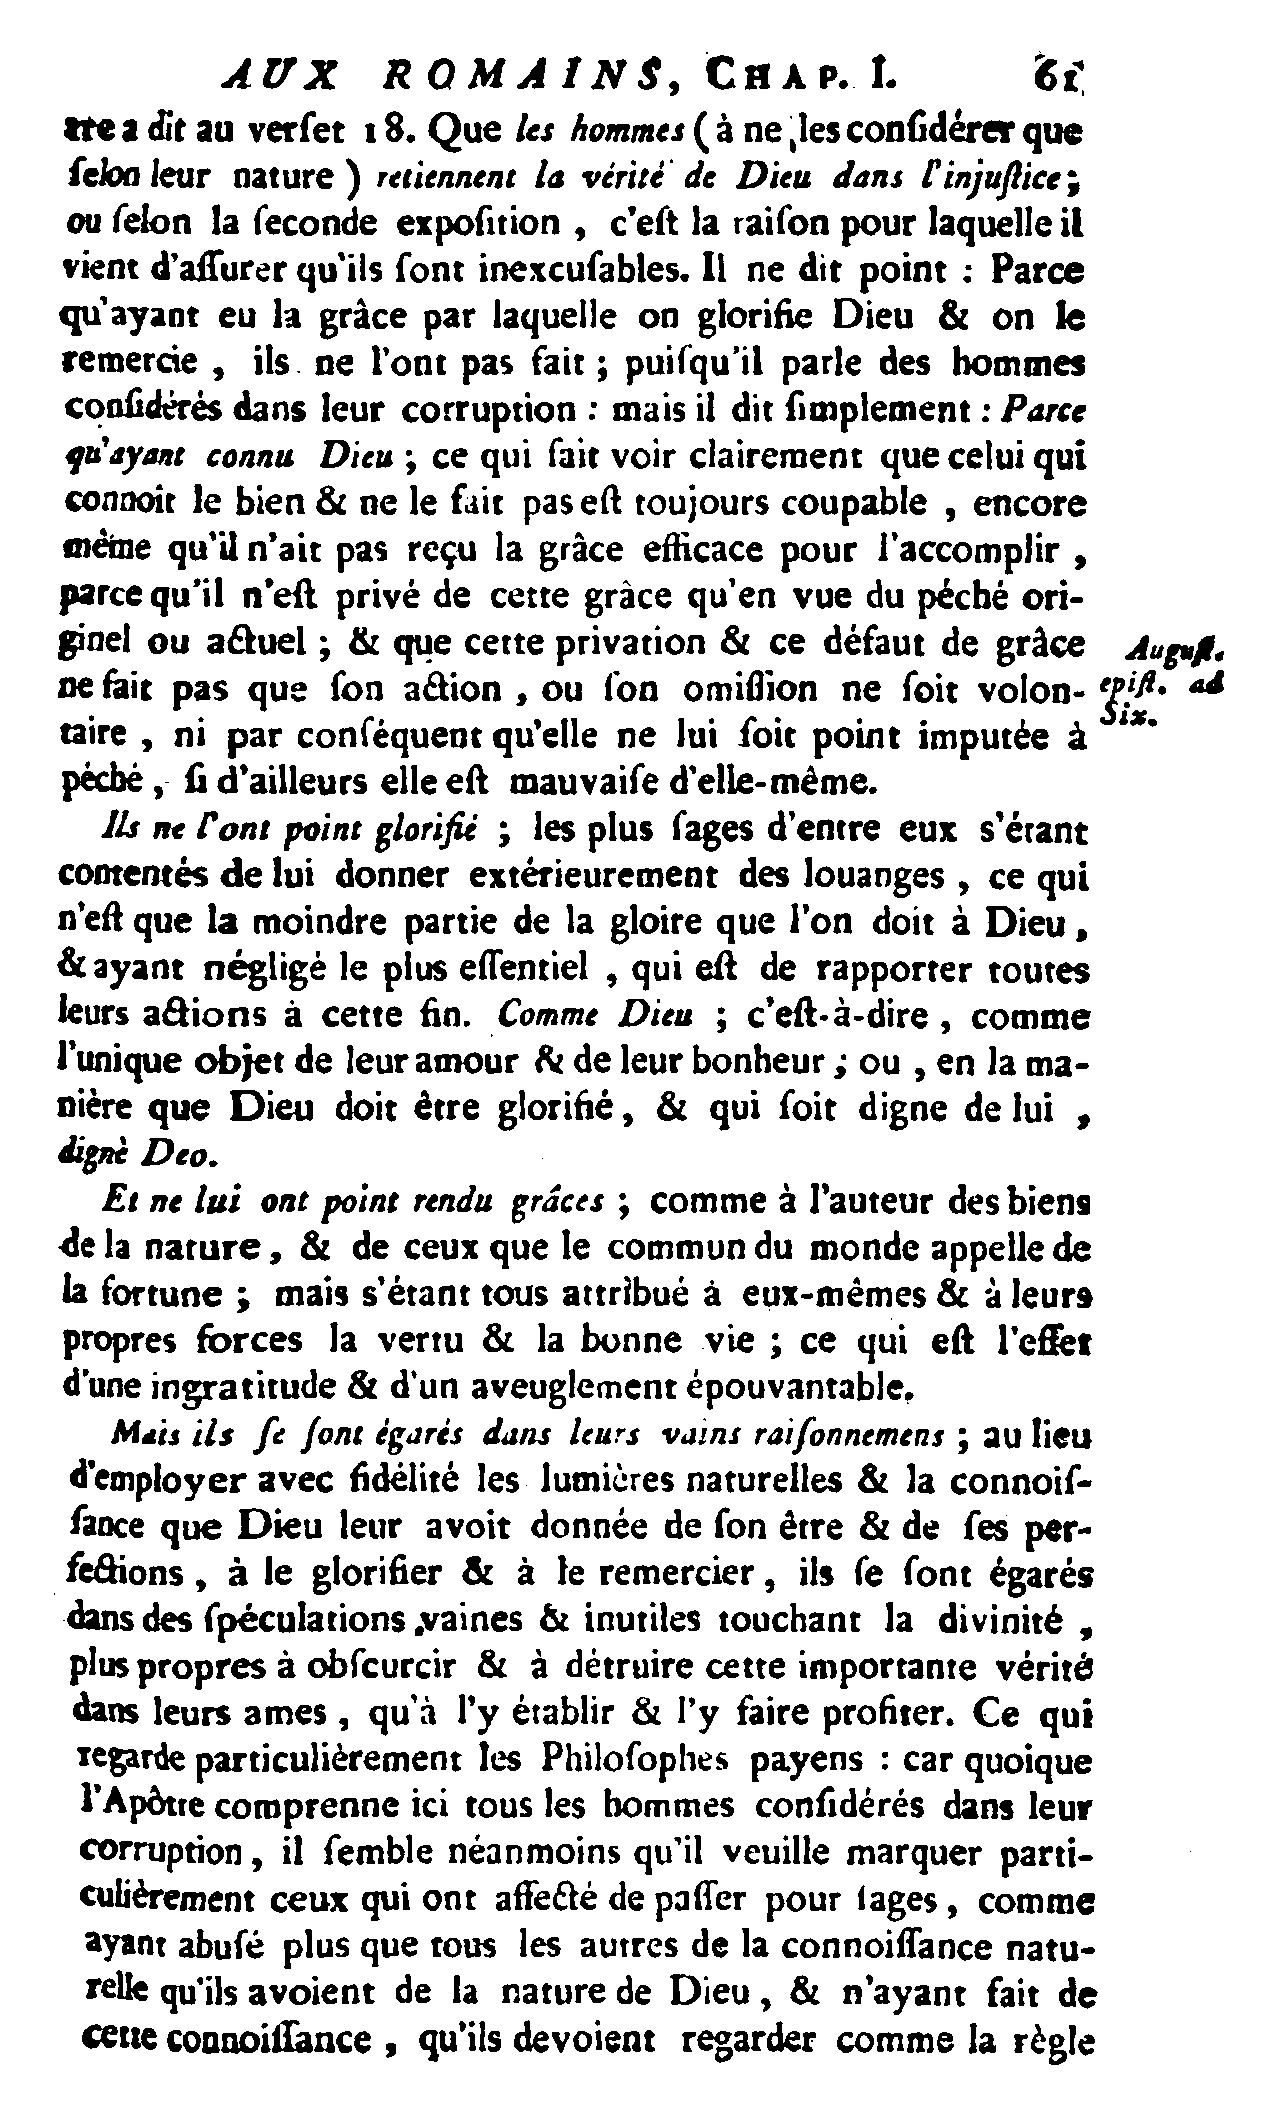 AUX ROMAINS, CHAP. I. 61
tre a dit au verſet 18. Que les hommes (à ne les conſidérer que
ſelon leur nature) retiennent la vérité de Dieu dans l'injuſtice;
ou ſelon la ſeconde expoſition, c'eſt la raiſon pour laquelle il
vient d'aſſurer qu'ils ſont inexcuſables. Il ne dit point : Parce
qu'ayant eu la grâce par laquelle on glorifie Dieu & on le
remercie, ils ne l'ont pas fait ; puiſqu'il parle des hommes
conſidérés dans leur corruption : mais il dit ſimplement : Parce
qu'ayant connu Dieu ; ce qui fait voir clairement que celui qui
connoît le bien & ne le fait pas eſt toujours coupable, encore
même qu'il n'ait pas reçu la grâce efficace pour l'accomplir,
parce qu'il n'eſt privé de cette grâce qu'en vue du péché ori-
ginel ou actuel ; & que cette privation & ce défaut de grâce
ne fait pas que ſon action, ou ſon omiſſion ne ſoit volon-
taire, ni par conſéquent qu'elle ne lui ſoit point imputée à
péché, ſi d'ailleurs elle eſt mauvaiſe d'elle-même.
Auguſt.
epiſt. ad
Six.
Ils ne l'ont point glorifié ; les plus ſages d'entre eux s'étant
contentés de lui donner extérieurement des louanges, ce qui
n'eſt que la moindre partie de la gloire que l'on doit à Dieu,
& ayant négligé le plus eſſentiel, qui eſt de rapporter toutes
leurs actions à cette fin. Comme Dieu ; c'eſt-à-dire, comme
l'unique objet de leur amour & de leur bonheur ; ou, en la ma-
nière que Dieu doit être glorifié, & qui ſoit digne de lui,
dignè Deo.
Et ne lui ont point rendu grâces ; comme à l'auteur des biens
de la nature, & de ceux que le commun du monde appelle de
la fortune ; mais s'étant tous attribué à eux-mêmes & à leurs
propres forces la vertu & la bonne vie ; ce qui eſt l'effet
d'une ingratitude & d'un aveuglement épouvantable.
Mais ils ſe ſont égarés dans leurs vains raiſonnemens ; au lieu
d'employer avec fidélité les lumières naturelles & la connoiſ-
ſance que Dieu leur avoit donnée de ſon être & de ſes per-
fections, à le glorifier & à le remercier, ils ſe ſont égarés
dans des ſpéculations vaines & inutiles touchant la divinité,
plus propres à obſcurcir & à détruire cette importante vérité
dans leurs ames, qu'à l'y établir & l'y faire profiter. Ce qui
regarde particulièrement les Philoſophes payens : car quoique
l'Apôtre comprenne ici tous les hommes conſidérés dans leur
corruption, il ſemble néanmoins qu'il veuille marquer parti-
culièrement ceux qui ont affecté de paſſer pour ſages, comme
ayant abuſé plus que tous les autres de la connoiſſance natu-
relle qu'ils avoient de la nature de Dieu, & n'ayant fait de
cette connoiſſance, qu'ils devoient regarder comme la règle